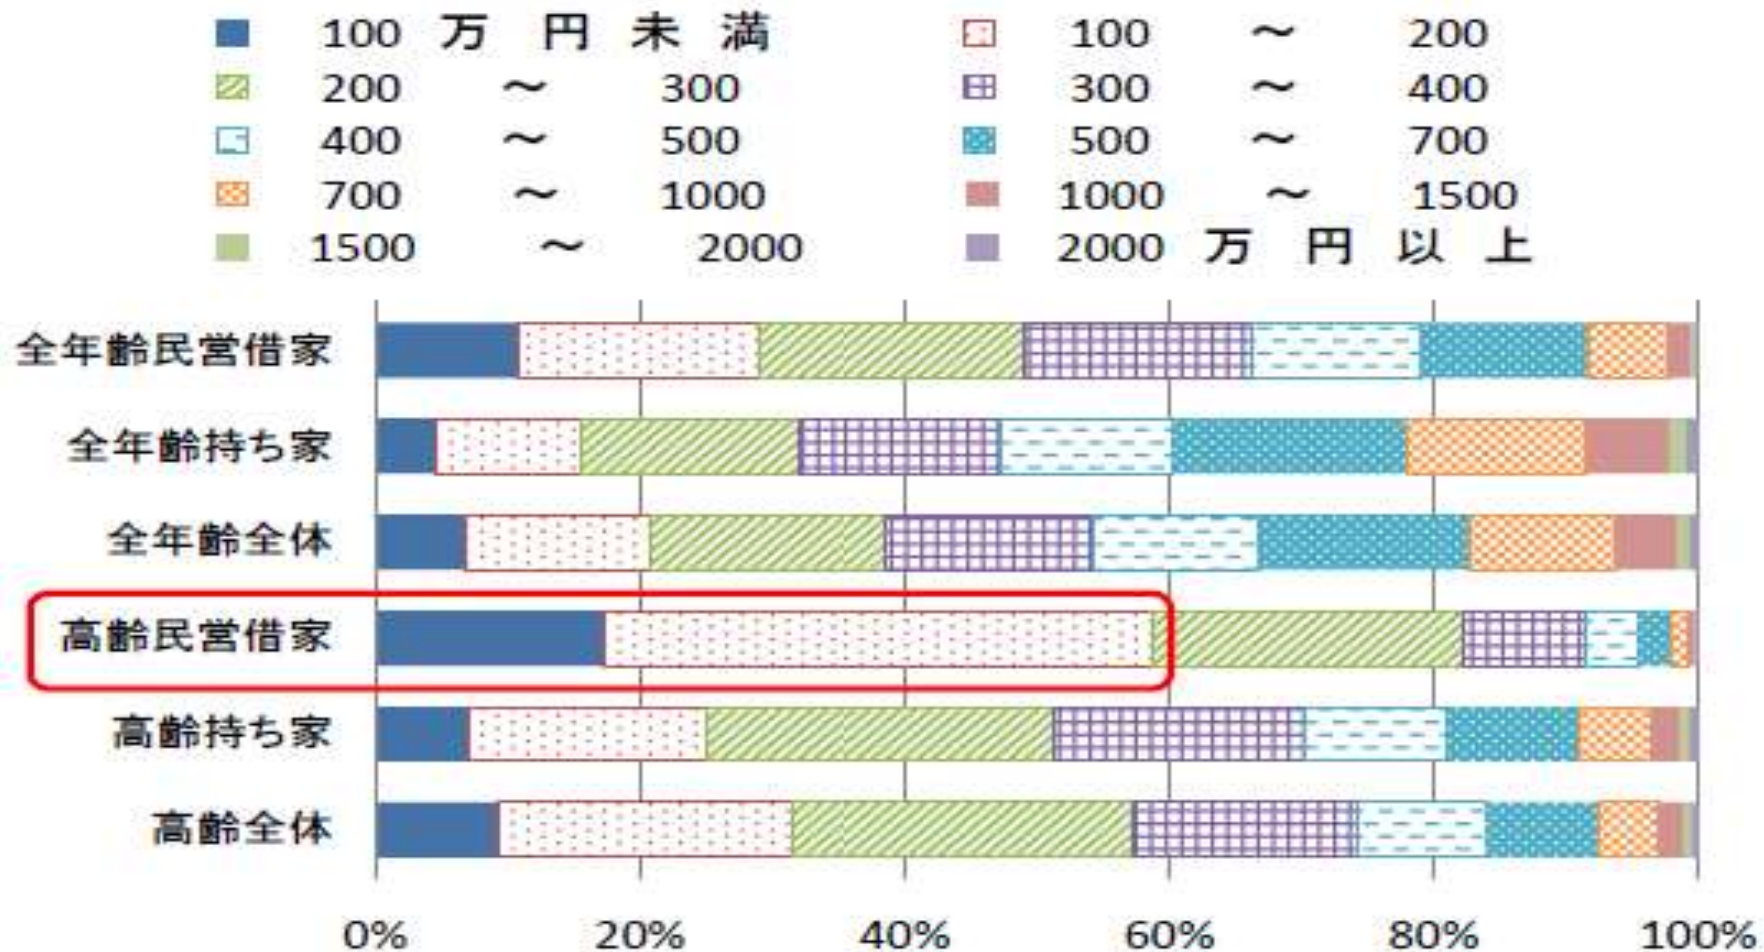 100 万 円 未 満 100 ～ 200
200 ～ 300 300 ～ 400
400 ～ 500 500 ～ 700
700 ～ 1000 1000 ～ 1500
1500 ～ 2000 2000 万 円 以 上
全年齢民営借家
全年齢持ち家
全年齢全体
高齢民営借家
高齢持ち家
高齢全体
0% 20% 40% 60% 80% 100%